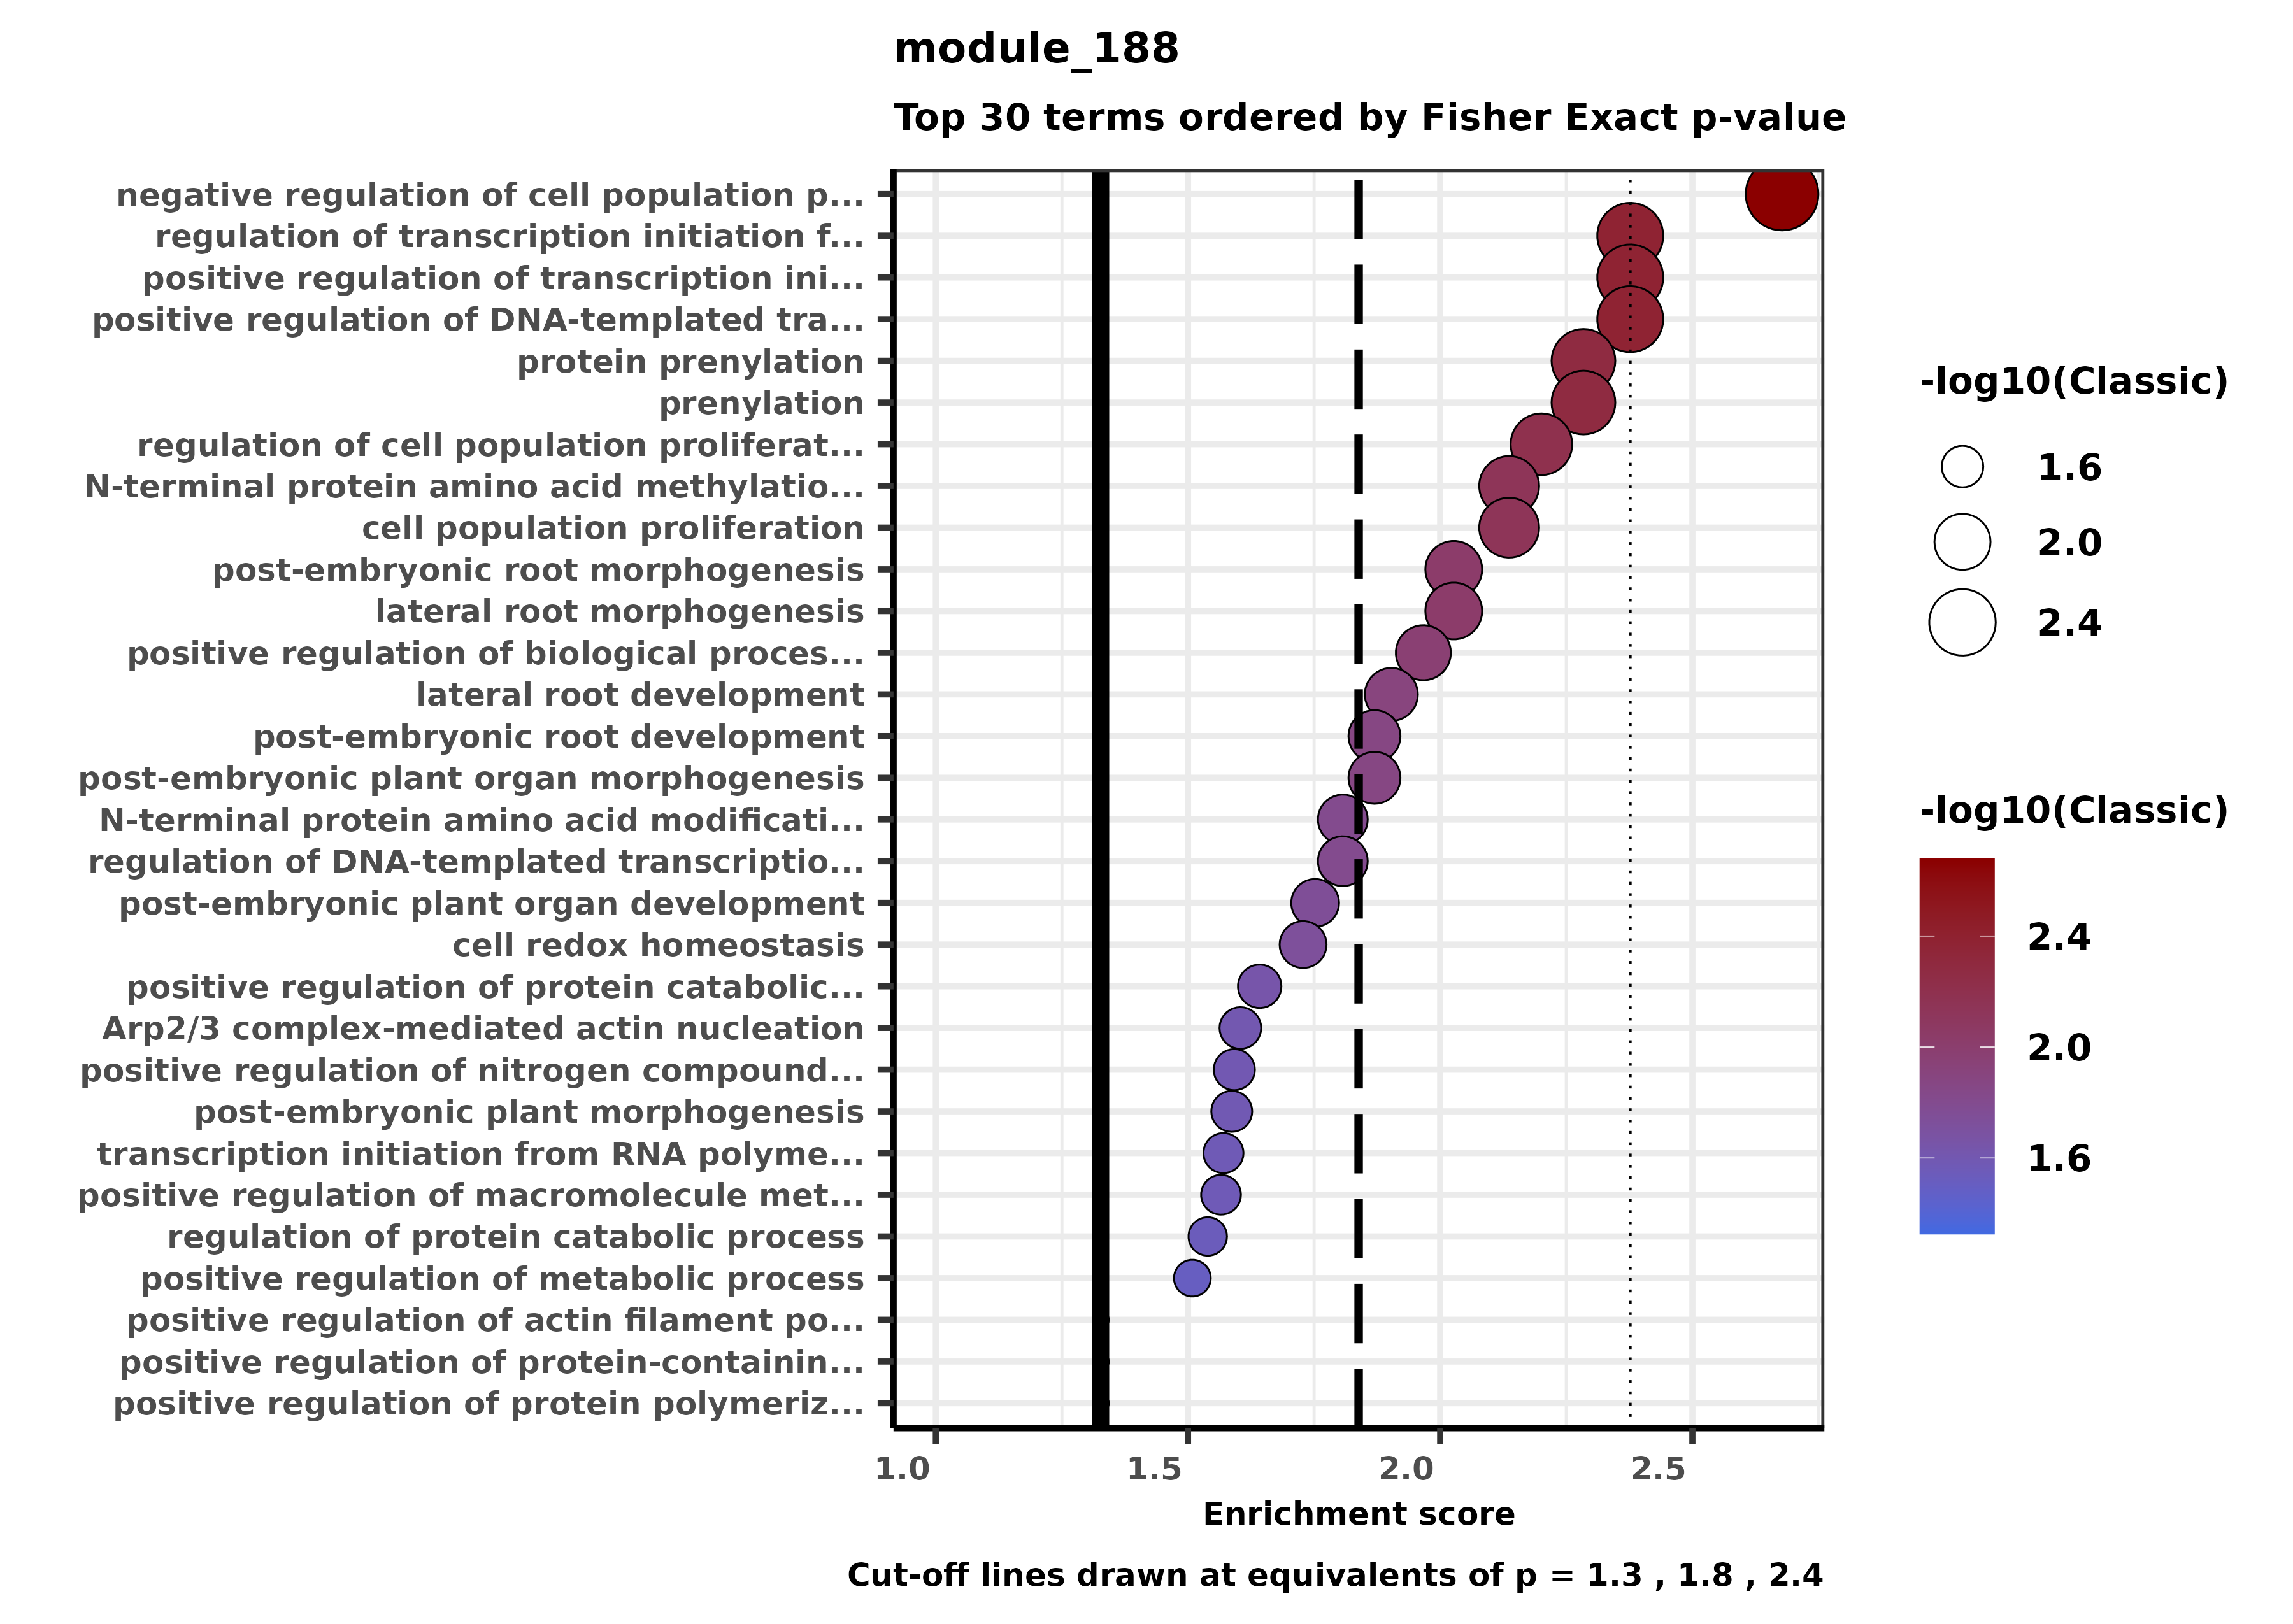 module_188
Top 30 terms ordered by Fisher Exact p-value
negative regulation of cell population p...
regulation of transcription initiation f...
positive regulation of transcription ini...
positive regulation of DNA-templated tra...
protein prenylation
prenylation
regulation of cell population proliferat...
N-terminal protein amino acid methylatio...
cell population proliferation
post-embryonic root morphogenesis
lateral root morphogenesis
positive regulation of biological proces...
lateral root development
post-embryonic root development
post-embryonic plant organ morphogenesis
N-terminal protein amino acid modificati...
regulation of DNA-templated transcriptio...
post-embryonic plant organ development
cell redox homeostasis
positive regulation of protein catabolic...
Arp2/3 complex-mediated actin nucleation
positive regulation of nitrogen compound...
post-embryonic plant morphogenesis
transcription initiation from RNA polyme...
positive regulation of macromolecule met...
regulation of protein catabolic process
positive regulation of metabolic process
positive regulation of actin filament po...
positive regulation of protein-containin...
positive regulation of protein polymeriz...
1.0 1.5 2.0 2.5
Enrichment score
Cut-off lines drawn at equivalents of p = 1.3 , 1.8 , 2.4
-log10(Classic)
1.6
2.0
2.4
-log10(Classic)
2.4
2.0
1.6